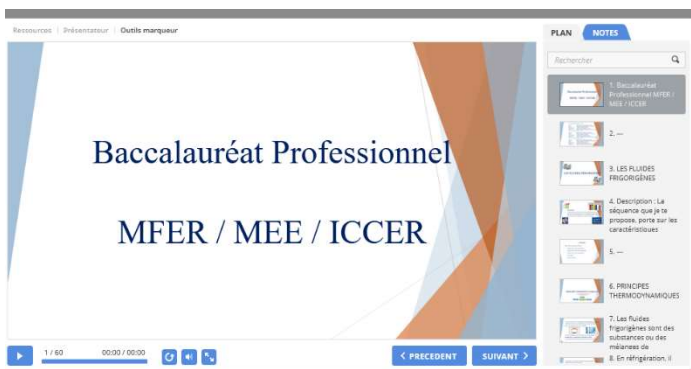 Ressources | Présentateur | Outils marqueur
PLAN NOTES
Rechercher
Baccalauréat Professionnel
MFER / MEE / ICCER
1. Baccalauréat
Professionnel MFER /
MEE / ICCER
2. —
3. LES FLUIDES
FRIGORIGÈNES
4. Description : La
séquence que je te
propose, porte sur les
caractéristiques
5. —
6. PRINCIPES
THERMODYNAMIQUES
7. Les fluides
frigorigènes sont des
substances ou des
mélanges de
8. En réfrigération, il
1 / 60 00:00 / 00:00
< PRECEDENT SUIVANT >